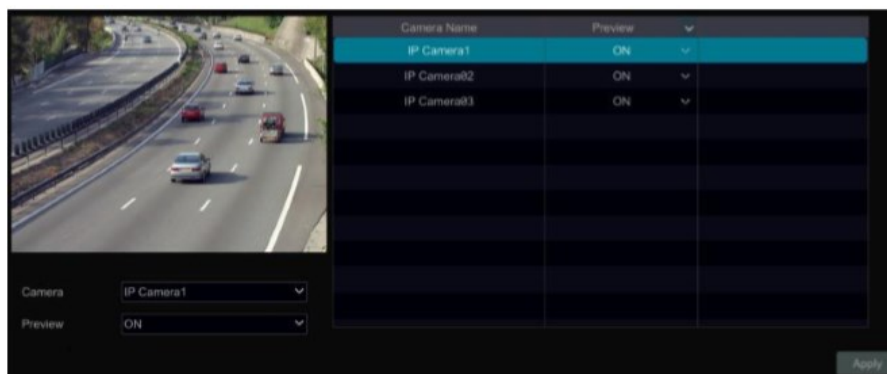 Camera Name Preview
IP Camera1 ON
IP Camera02 ON
IP Camera03 ON
Camera IP Camera1
Preview ON
Apply